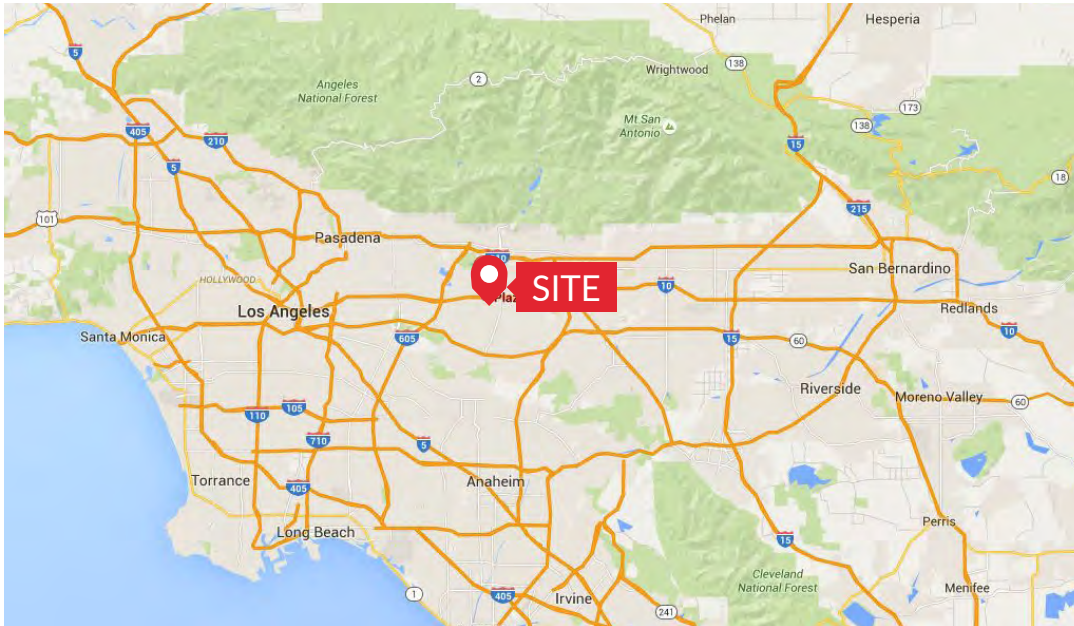 Phelan
Hesperia
5
Wrightwood
138
2
Angeles
National Forest
173
Mt San
Antonio
138
405
210
15
5
18
215
101
Pasadena
HOLLYWOOD
San Bernardino
SITE
10
Los Angeles
Redlands
10
Santa Monica
605
15
60
Riverside
Moreno Valley
60
110
105
710
5
Torrance
405
Anaheim
Long Beach
Perris
15
Cleveland
National Forest
Menifee
1
405
Irvine
241